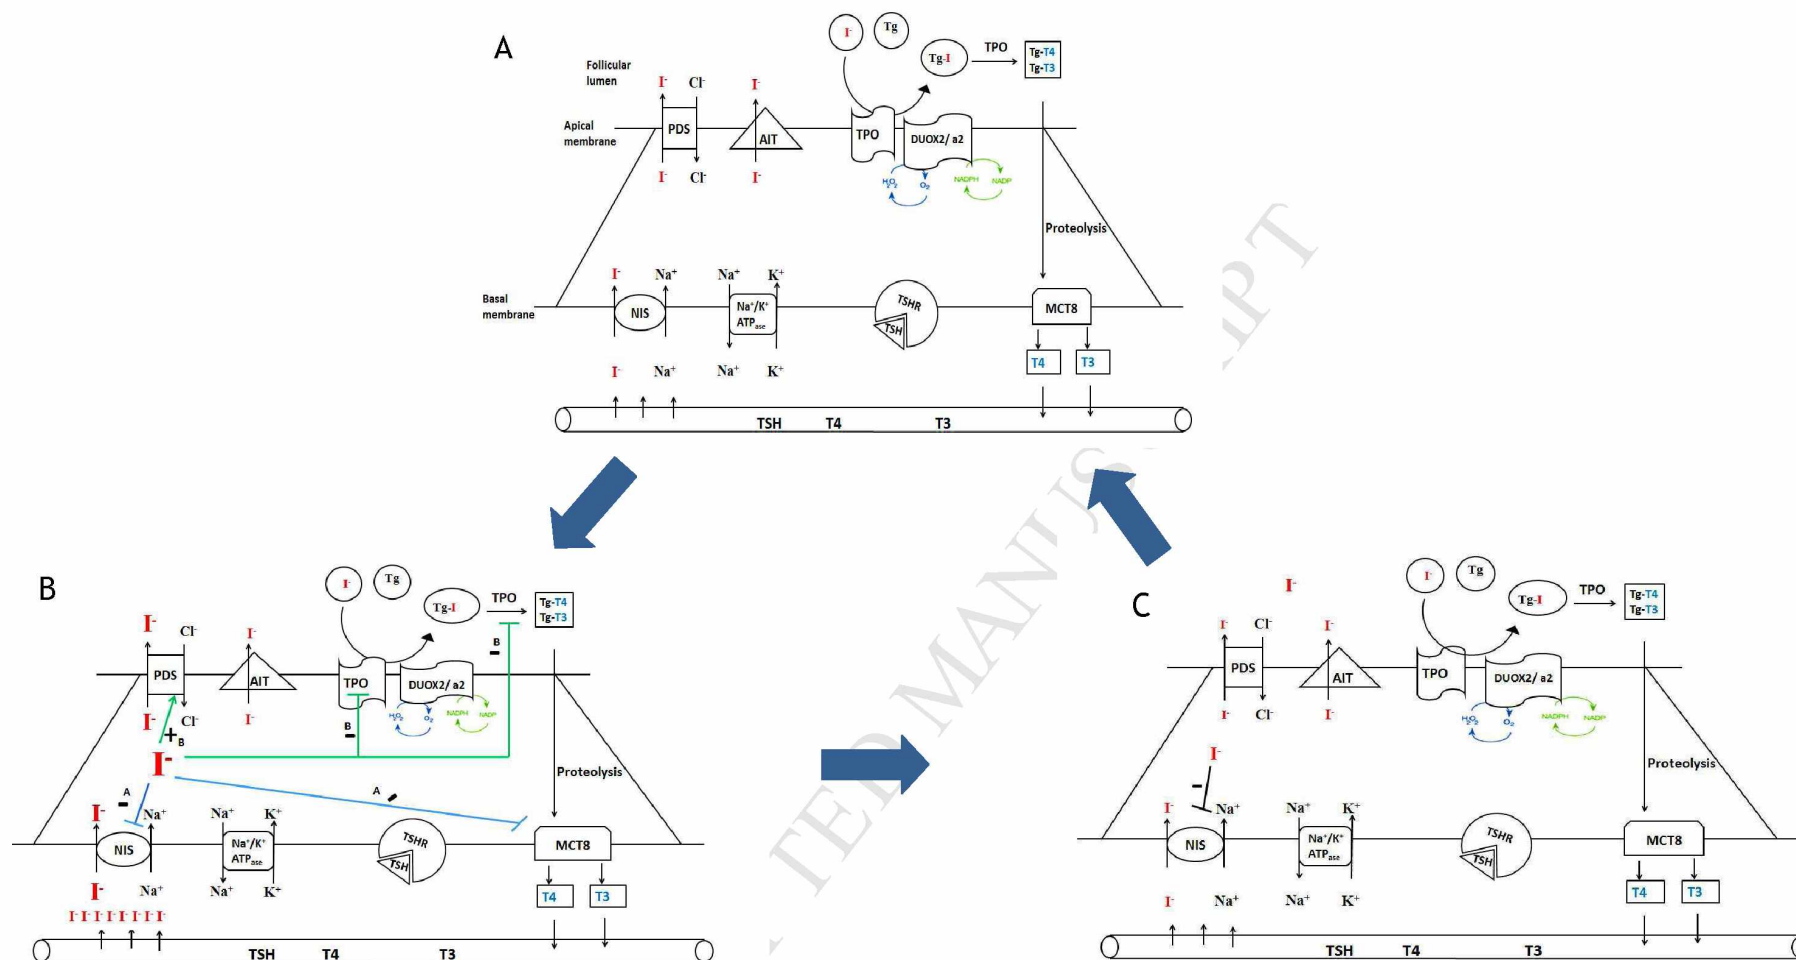 A
I-
Tg
Tg-I
TPO
Tg-T4
Tg-T3
Follicular
lumen
I-
Cl-
I-
Apical
membrane
PDS
AIT
TPO
DUOX2/ a2
I-
Cl-
I-
H2O2
O2
NADPH
NADP
Proteolysis
I-
Na+
Na+
K+
Basal
membrane
NIS
Na+/K+
ATPase
TSHR
TSH
MCT8
T4
T3
I-
Na+
Na+
K+
TSH T4 T3
B
I-
Tg
Tg-I
TPO
Tg-T4
Tg-T3
I-
Cl-
I-
B
-
PDS
AIT
TPO
DUOX2/ a2
I-
Cl-
I-
H2O2
O2
NADPH
NADP
+
B
B
-
I-
Proteolysis
A
-
A
-
I-
Na+
Na+
K+
NIS
Na+/K+
ATPase
TSHR
TSH
MCT8
I-
Na+
Na+
K+
T4
T3
I- I- I- I- I- I- I- I-
TSH T4 T3
C
I-
I-
Tg
Tg-I
TPO
Tg-T4
Tg-T3
I-
Cl-
I-
PDS
AIT
TPO
DUOX2/ a2
I-
Cl-
I-
H2O2
O2
NADPH
NADP
I-
-
Proteolysis
I-
Na+
Na+
K+
NIS
Na+/K+
ATPase
TSHR
TSH
MCT8
T4
T3
I-
Na+
Na+
K+
TSH T4 T3